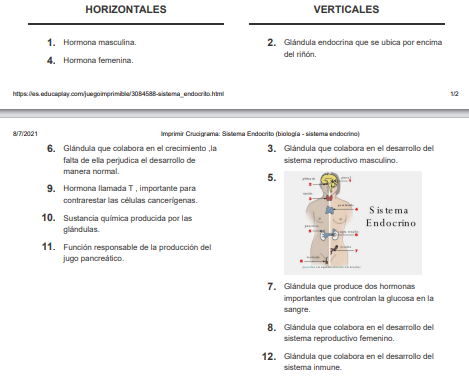 HORIZONTALES
1. Hormona masculina.
4. Hormona femenina.
VERTICALES
2. Glándula endocrina que se ubica por encima
del riñón.
https://es.educaplay.com/juegoimprimible/3084588-sistema_endocrito.html
1/2
8/7/2021
Imprimir Crucigrama: Sistema Endocrito (biologia - sistema endocrino)
6. Glándula que colabora en el crecimiento ,la
falta de ella perjudica el desarrollo de
manera normal.
9. Hormona llamada T , importante para
contrarestar las células cancerígenas.
10. Sustancia química producida por las
glándulas.
11. Función responsable de la producción del
jugo pancreático.
3. Glándula que colabora en el desarrollo del
sistema reproductivo masculino.
5.
Sistema
Endocrino
7. Glándula que produce dos hormonas
importantes que controlan la glucosa en la
sangre.
8. Glándula que colabora en el desarrollo del
sistema reproductivo femenino.
12. Glándula que colabora en el desarrollo del
sistema inmune.